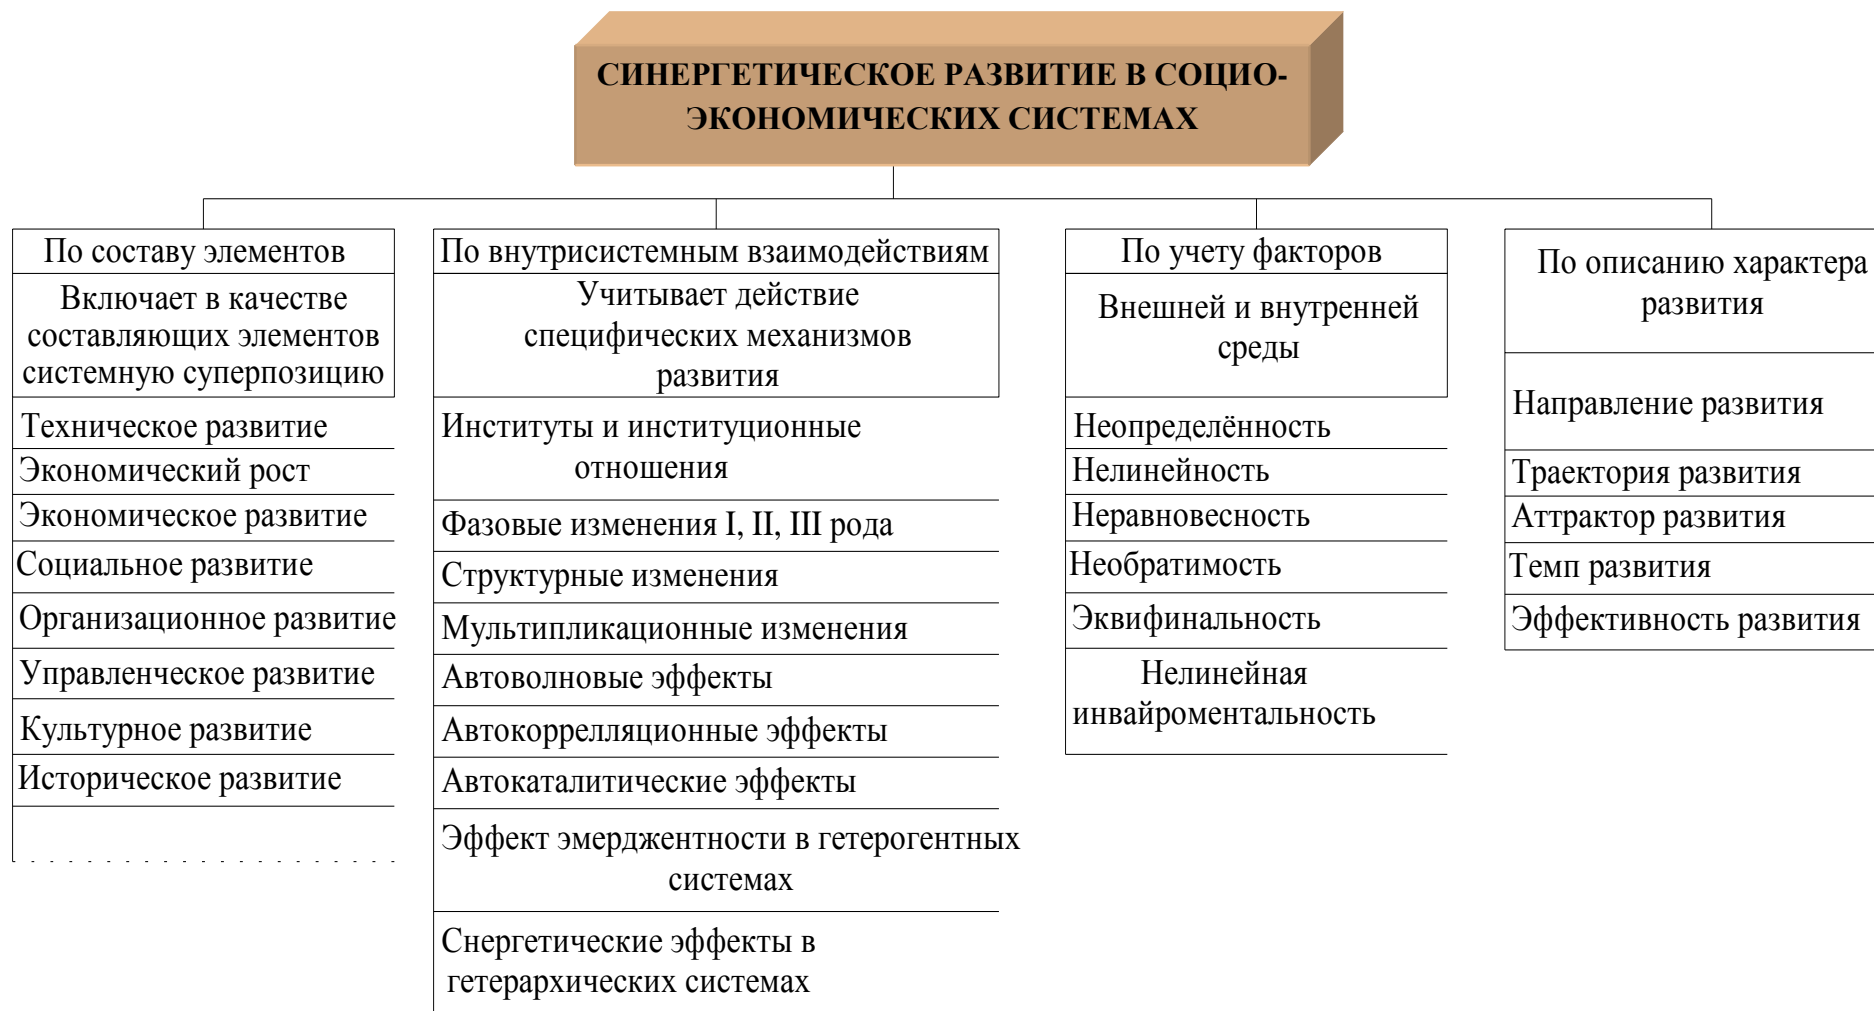 СИНЕРГЕТИЧЕСКОЕ РАЗВИТИЕ В СОЦИО-
ЭКОНОМИЧЕСКИХ СИСТЕМАХ
По составу элементов
Включает в качестве
составляющих элементов
системную суперпозицию
Техническое развитие
Экономический рост
Экономическое развитие
Социальное развитие
Организационное развитие
Управленческое развитие
Культурное развитие
Историческое развитие
По внутрисистемным взаимодействиям
Учитывает действие
специфических механизмов
развития
Институты и институционные
отношения
Фазовые изменения I, II, III рода
Структурные изменения
Мультипликационные изменения
Автоволновые эффекты
Автокорреляционные эффекты
Автокаталитические эффекты
Эффект эмерджентности в гетерогентных
системах
Снергетические эффекты в
гетерархических системах
По учету факторов
Внешней и внутренней
среды
Неопределённость
Нелинейность
Неравновесность
Необратимость
Эквифинальность
Нелинейная
инвайроментальность
По описанию характера
развития
Направление развития
Траектория развития
Аттрактор развития
Темп развития
Эффективность развития